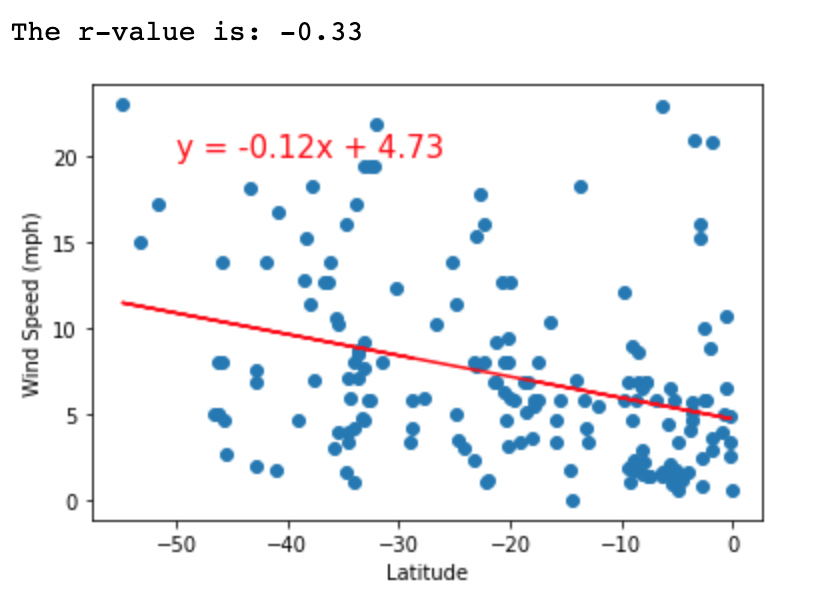 The r-value is: -0.33
y = -0.12x + 4.73
Wind Speed (mph)
20
15
10
5
0
−50 −40 −30 −20 −10 0
Latitude